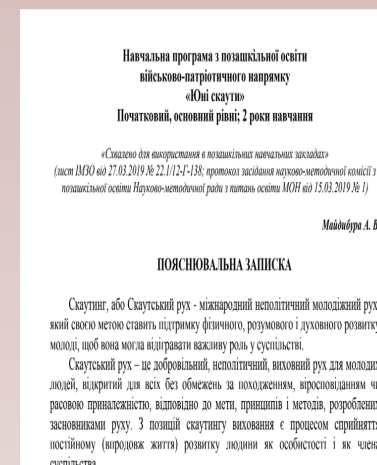 Навчальна програма з позашкільної освіти
військово-патріотичного напрямку
«Юні скаути»
Початковий, основний рівні; 2 роки навчання
«Схвалено для використання в позашкільних навчальних закладах»
(лист ІМЗО від 27.03.2019 № 22.1/12-Г-138; протокол засідання науково-методичної комісії з
позашкільної освіти Науково-методичної ради з питань освіти МОН від 15.03.2019 № 1)
Майдибура А. В
ПОЯСНЮВАЛЬНА ЗАПИСКА
Скаутинг, або Скаутський рух - міжнародний неполітичний молодіжний рух
який своєю метою ставить підтримку фізичного, розумового і духовного розвитку
молоді, щоб вона могла відігравати важливу роль у суспільстві.
Скаутський рух – це добровільний, неполітичний, виховний рух для молоди
людей, відкритий для всіх без обмежень за походженням, віросповіданням ч
расовою приналежністю, відповідно до мети, принципів і методів, розроблени
засновниками руху. З позицій скаутингу виховання є процесом сприйнятт
постійному (впродовж життя) розвитку людини як особистості і як член
суспільства